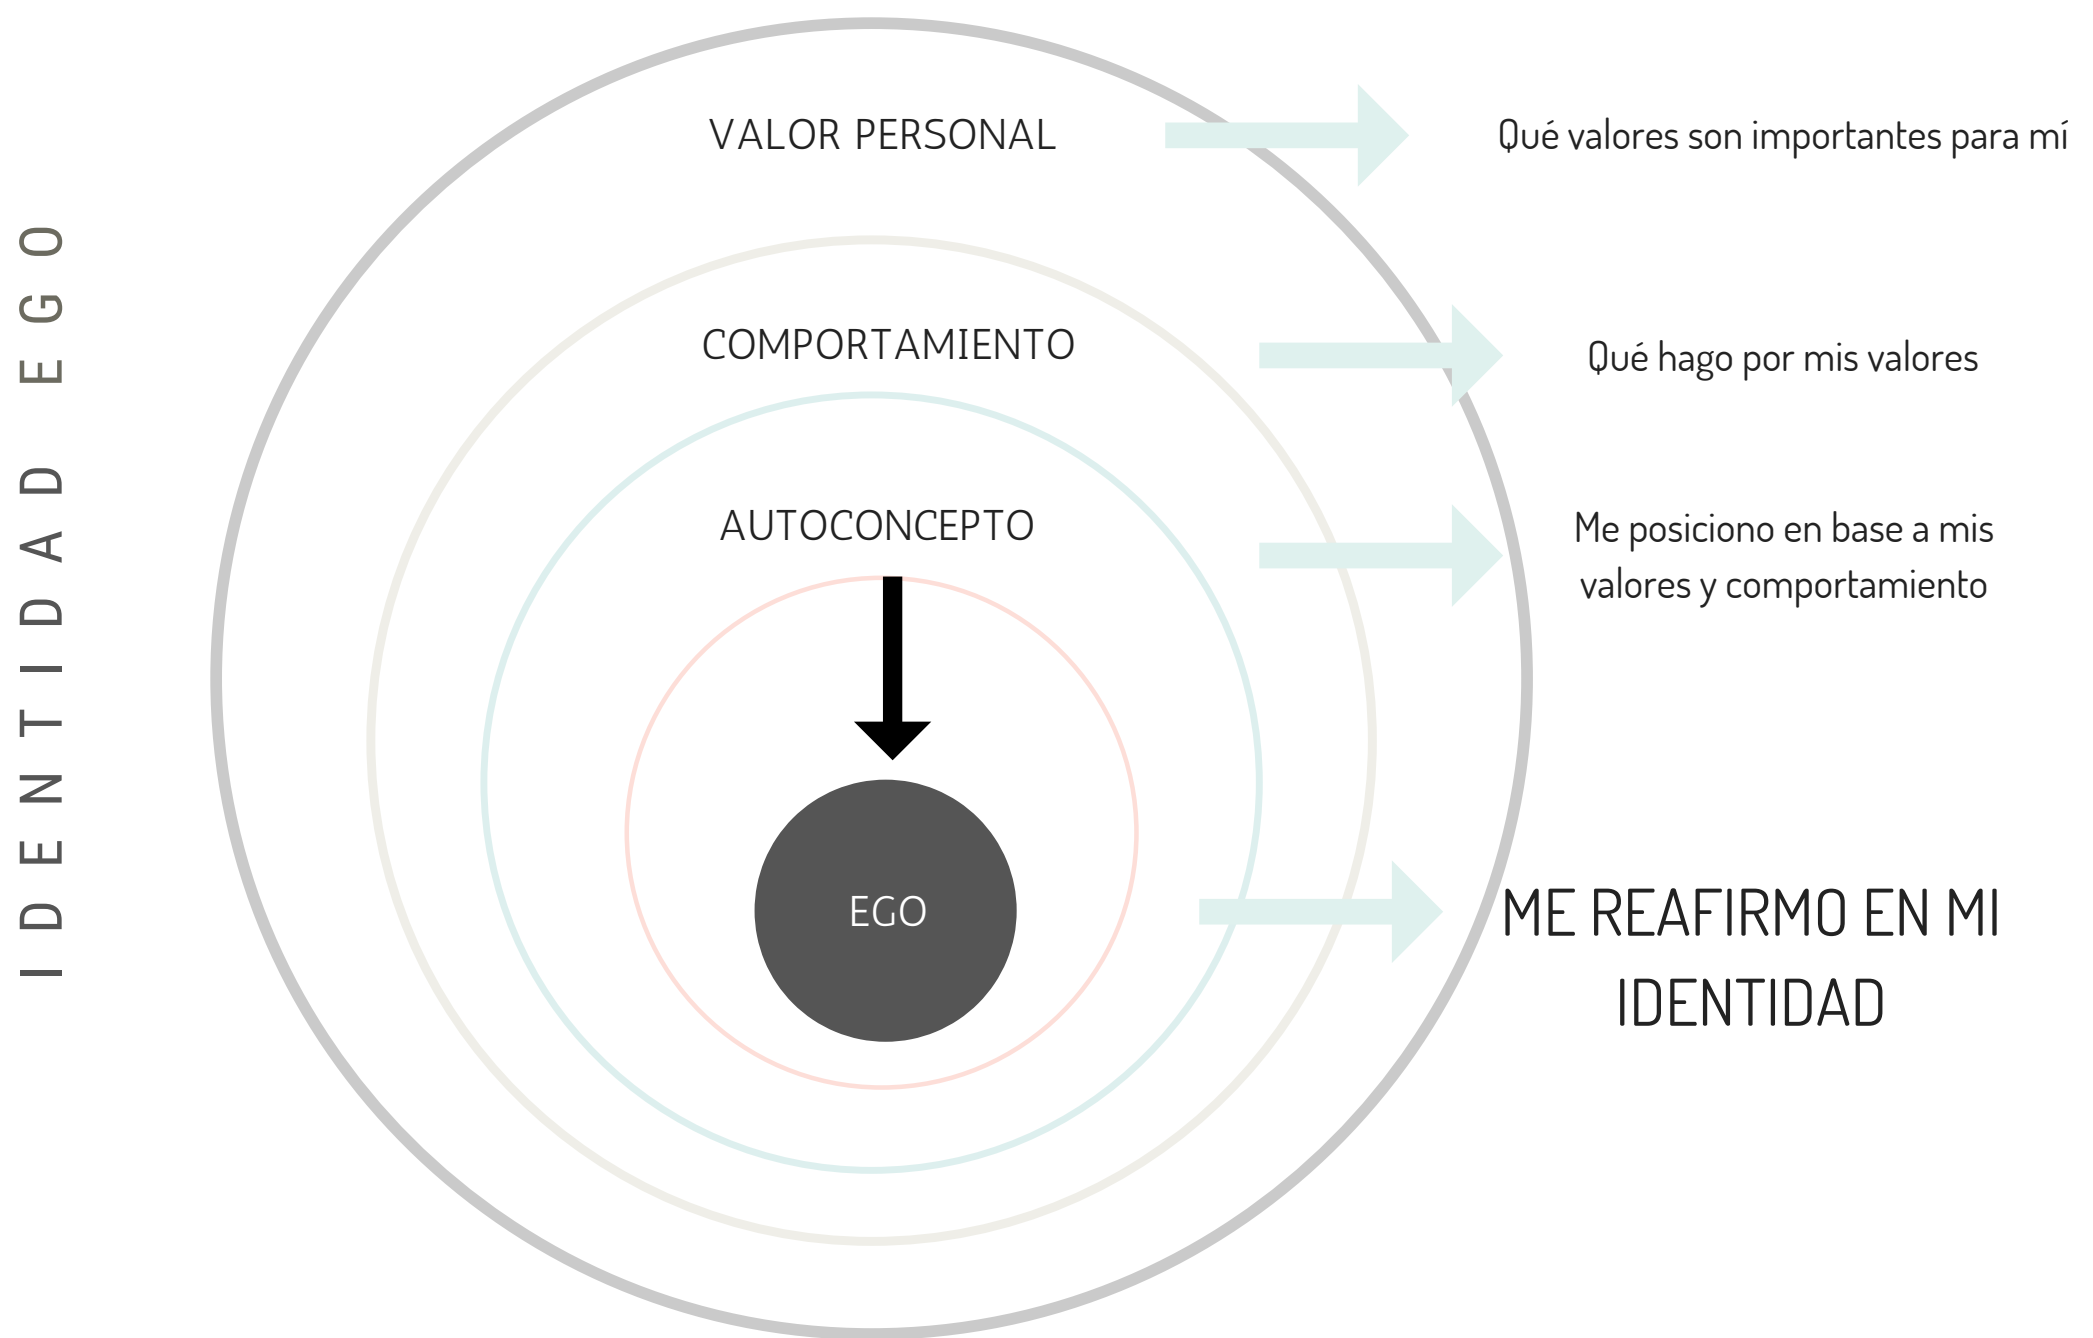 IDENTIDAD EGO
VALOR PERSONAL
Qué valores son importantes para mí
COMPORTAMIENTO
Qué hago por mis valores
AUTOCONCEPTO
Me posiciono en base a mis
valores y comportamiento
EGO
ME REAFIRMO EN MI
IDENTIDAD